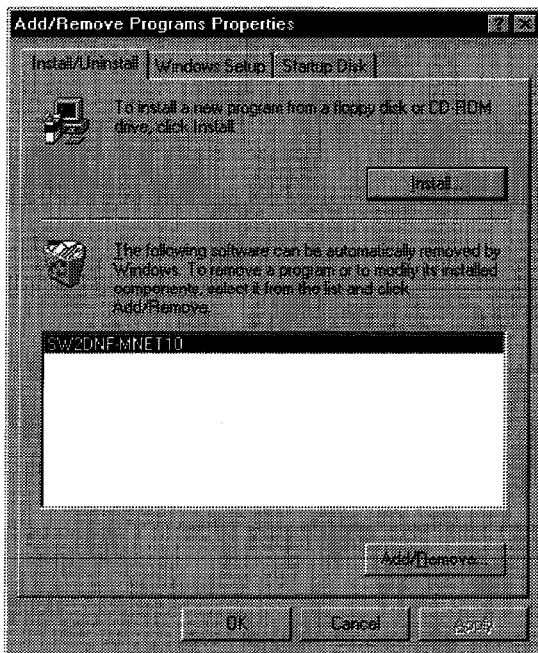 Add/Remove Programs Properties
Install/Uninstall
Windows Setup
Startup Disk
To install a new program from a floppy disk or CD-ROM
drive, click Install.
Install...
The following software can be automatically removed by
Windows. To remove a program or to modify its installed
components, select it from the list and click
Add/Remove.
SW2DNF-MNET10
Add/Remove...
OK
Cancel
Apply